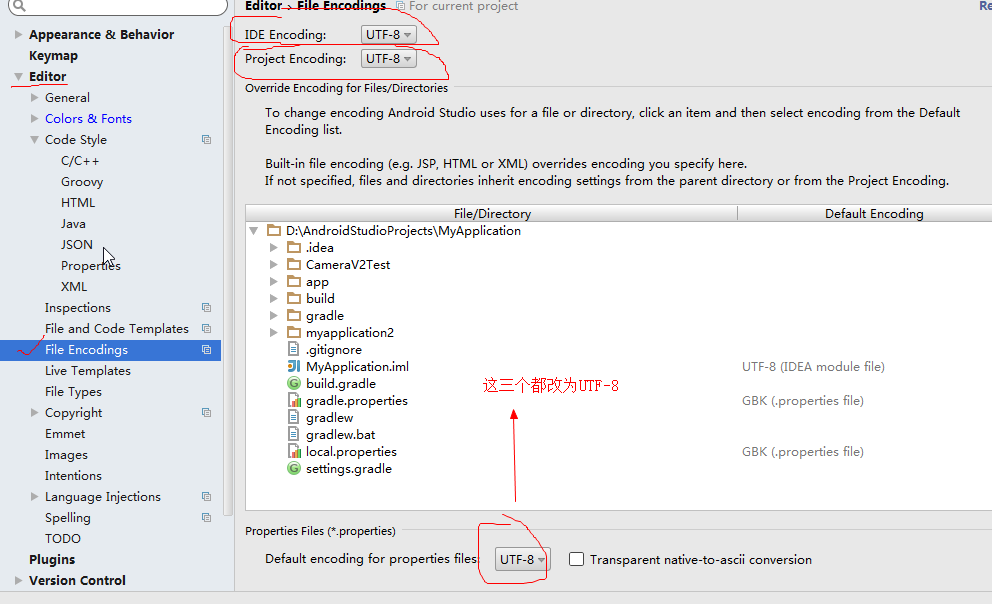 Editor › File Encodings For current project Re
IDE Encoding: UTF-8
Project Encoding: UTF-8
Override Encoding for Files/Directories
To change encoding Android Studio uses for a file or directory, click an item and then select encoding from the Default
Encoding list.
Built-in file encoding (e.g. JSP, HTML or XML) overrides encoding you specify here.
If not specified, files and directories inherit encoding settings from the parent directory or from the Project Encoding.
Appearance & Behavior
Keymap
Editor
General
Colors & Fonts
Code Style
C/C++
Groovy
HTML
Java
JSON
Properties
XML
Inspections
File and Code Templates
File Encodings
Live Templates
File Types
Copyright
Emmet
Images
Intentions
Language Injections
Spelling
TODO
Plugins
Version Control
File/Directory Default Encoding
D:\AndroidStudioProjects\MyApplication
.idea
CameraV2Test
app
build
gradle
myapplication2
.gitignore
MyApplication.iml UTF-8 (IDEA module file)
build.gradle
gradle.properties GBK (.properties file)
gradlew
gradlew.bat
local.properties GBK (.properties file)
settings.gradle
这三个都改为UTF-8
Properties Files (*.properties)
Default encoding for properties files: UTF-8 Transparent native-to-ascii conversion